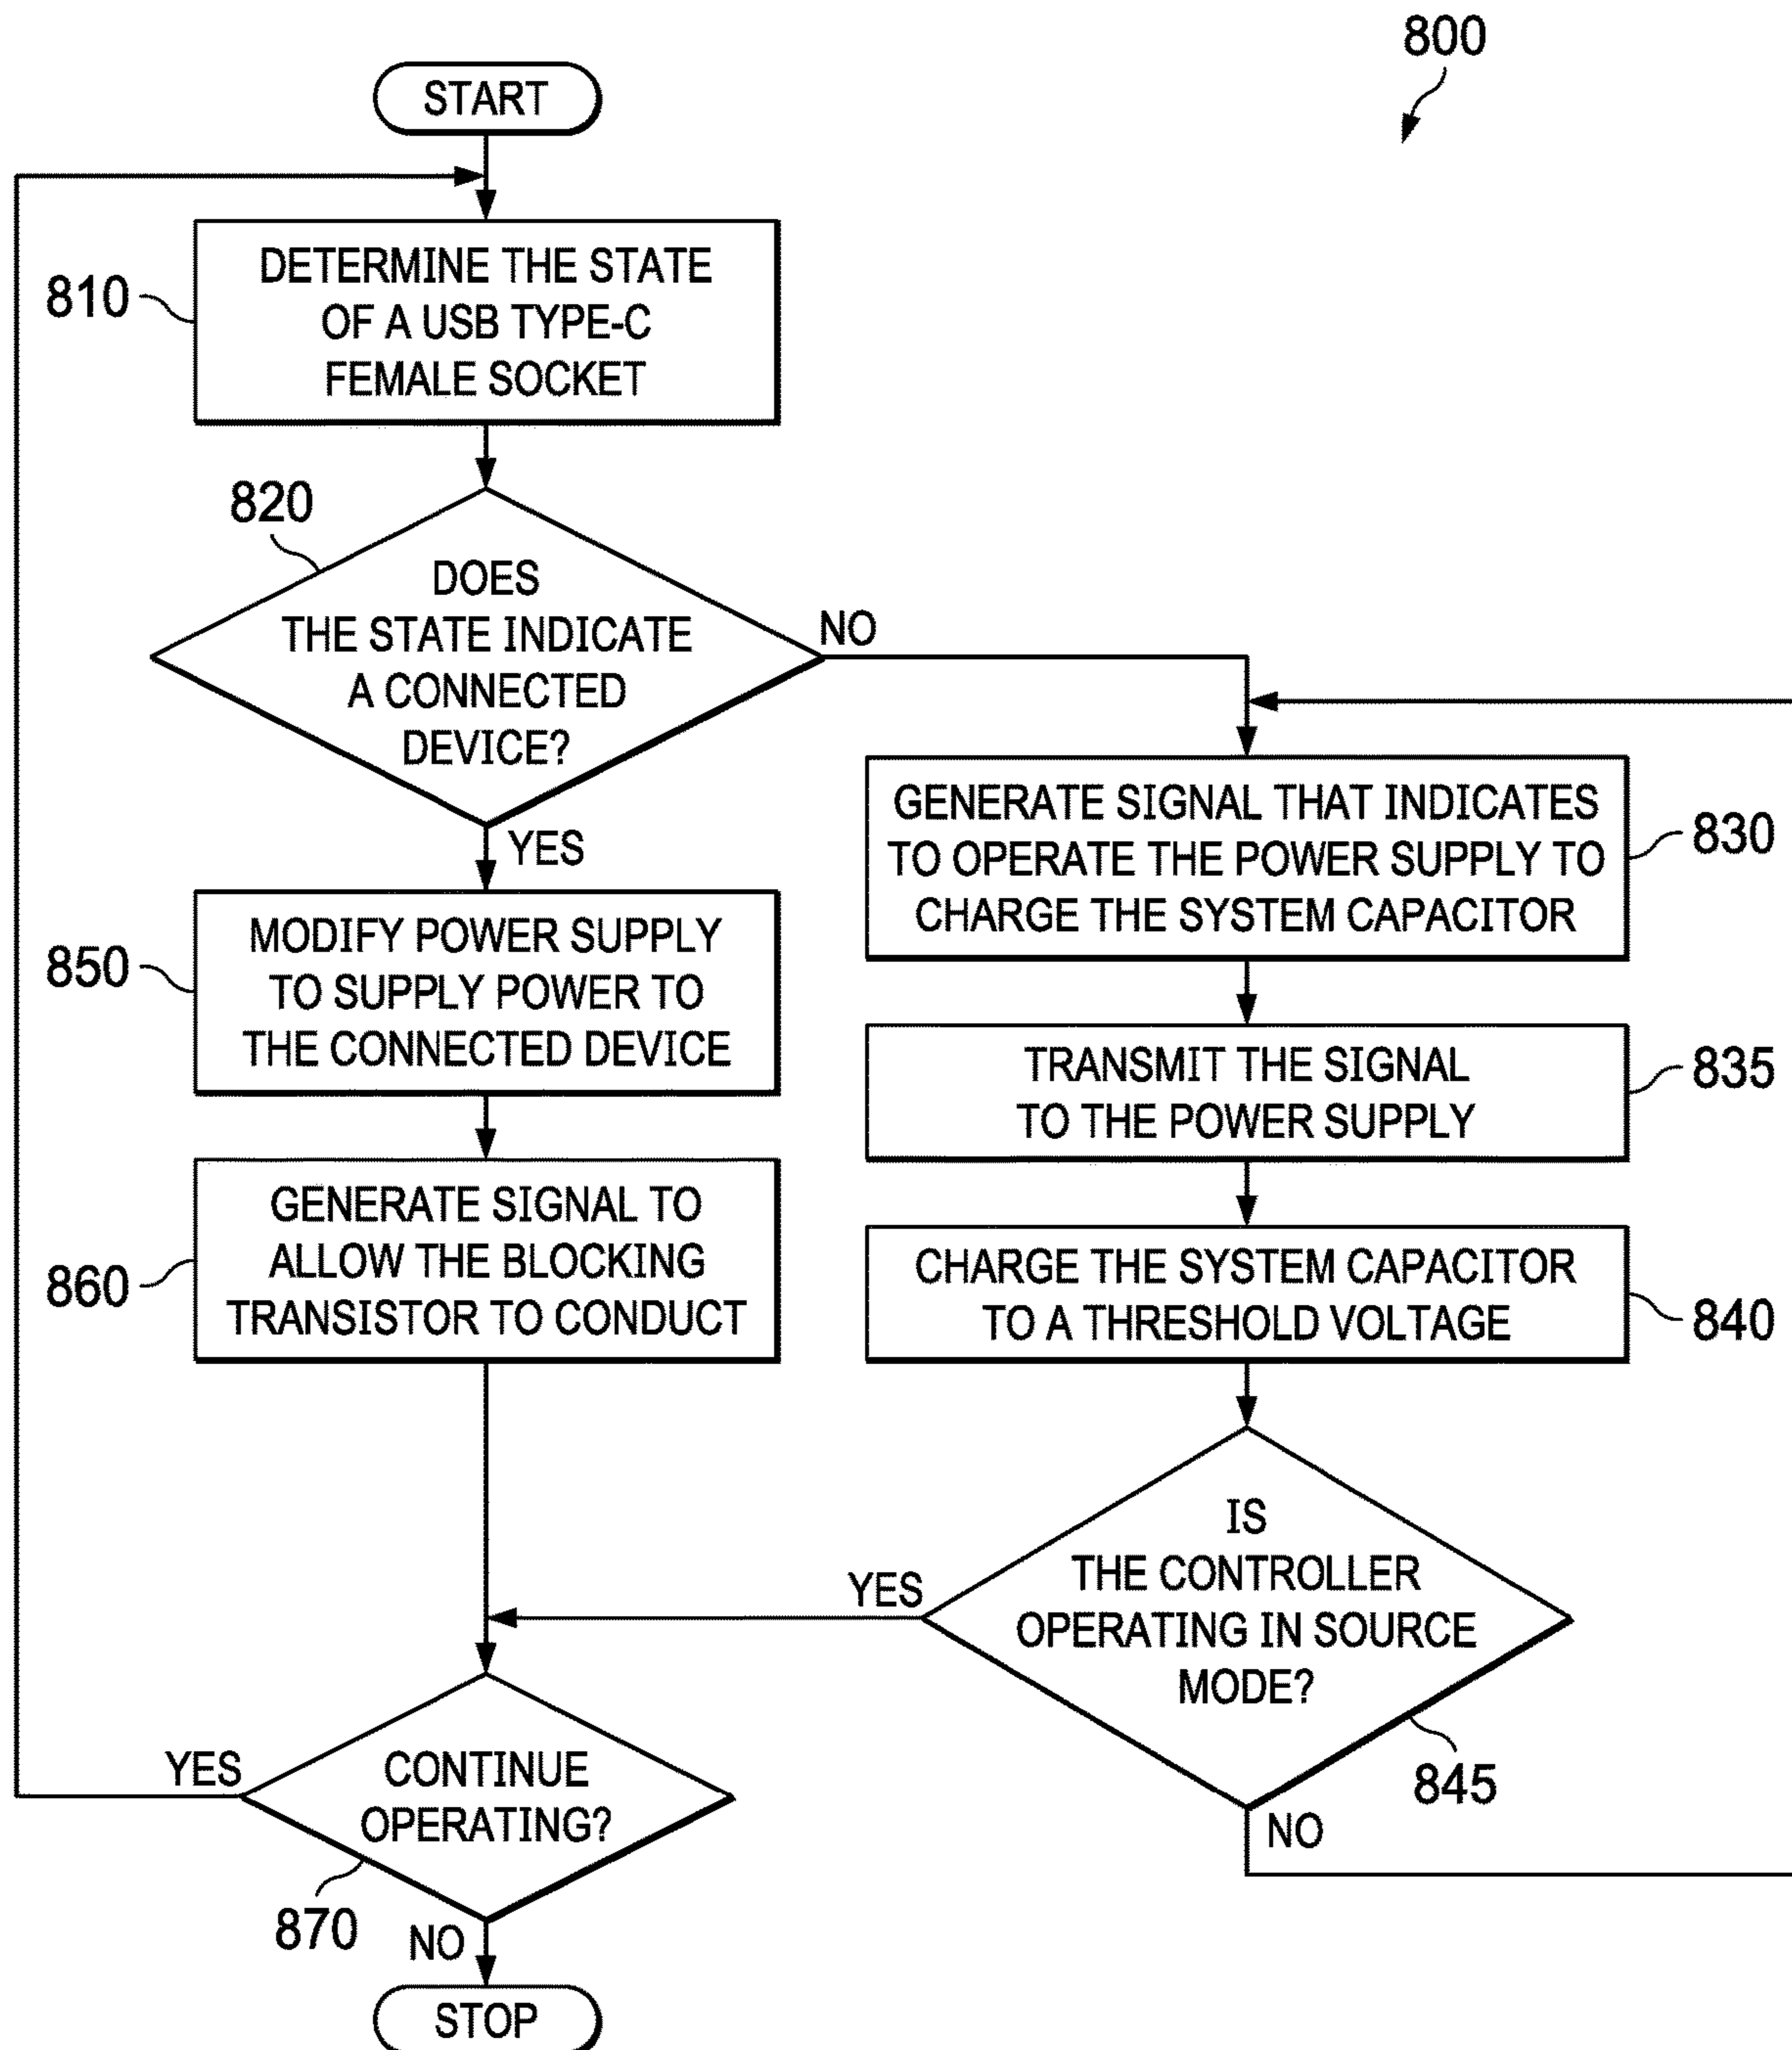 800
START
810
DETERMINE THE STATE
OF A USB TYPE-C
FEMALE SOCKET
820
DOES
THE STATE INDICATE
A CONNECTED
DEVICE?
NO
YES
830
GENERATE SIGNAL THAT INDICATES
TO OPERATE THE POWER SUPPLY TO
CHARGE THE SYSTEM CAPACITOR
850
MODIFY POWER SUPPLY
TO SUPPLY POWER TO
THE CONNECTED DEVICE
835
TRANSMIT THE SIGNAL
TO THE POWER SUPPLY
860
GENERATE SIGNAL TO
ALLOW THE BLOCKING
TRANSISTOR TO CONDUCT
840
CHARGE THE SYSTEM CAPACITOR
TO A THRESHOLD VOLTAGE
IS
THE CONTROLLER
OPERATING IN SOURCE
MODE?
YES
845
NO
YES
CONTINUE
OPERATING?
870
NO
STOP